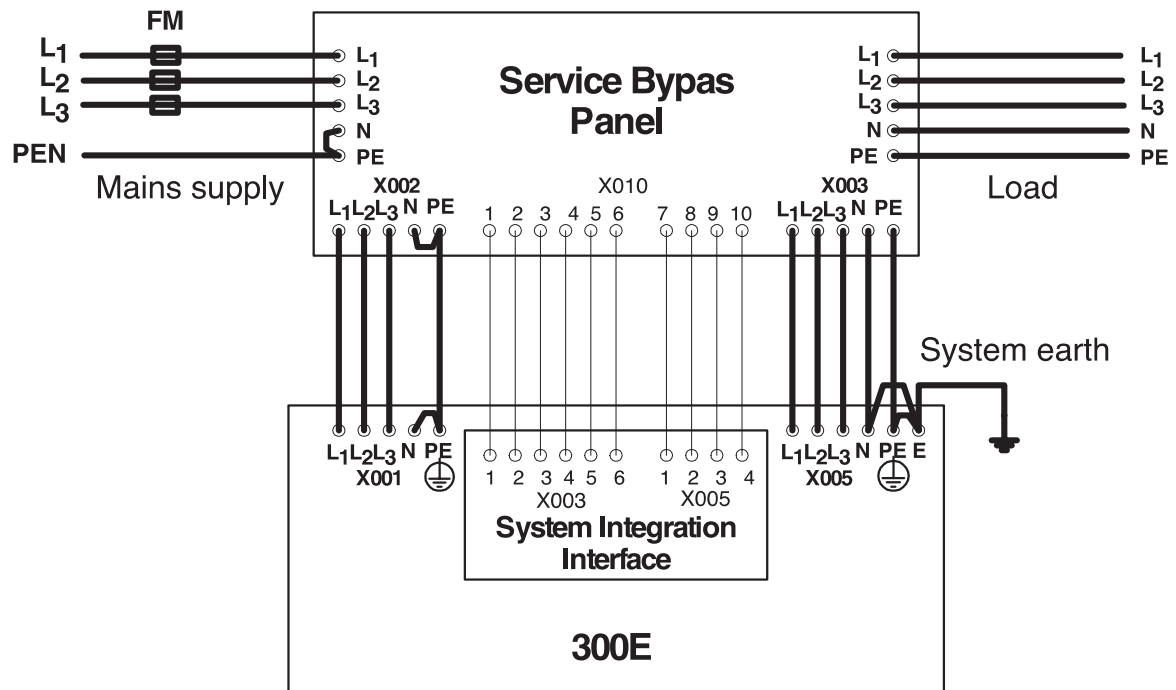 FM
L1 L1 Service Bypas L1 L1
L2 L2 Panel L2 L2
L3 L3 L3 L3
N N N
PEN PE PE PE
Mains supply X002 X010 X003 Load
L1 L2 L3 N PE 1 2 3 4 5 6 7 8 9 10 L1 L2 L3 N PE
System earth
L1 L2 L3 N PE L1 L2 L3 N PE E
X001 1 2 3 4 5 6 1 2 3 4 X005
X003 X005
System Integration
Interface
300E